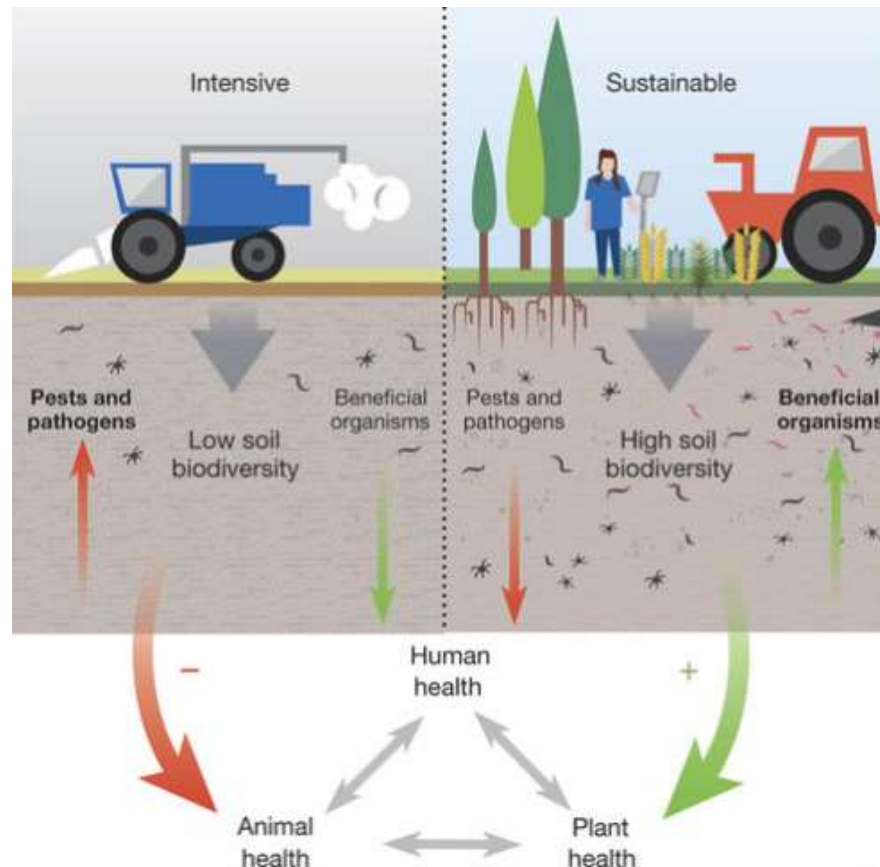 Intensive
Sustainable
Pests and
pathogens
Low soil
biodiversity
Beneficial
organisms
Pests and
pathogens
High soil
biodiversity
Beneficial
organisms
−
+
Human
health
Animal
health
Plant
health